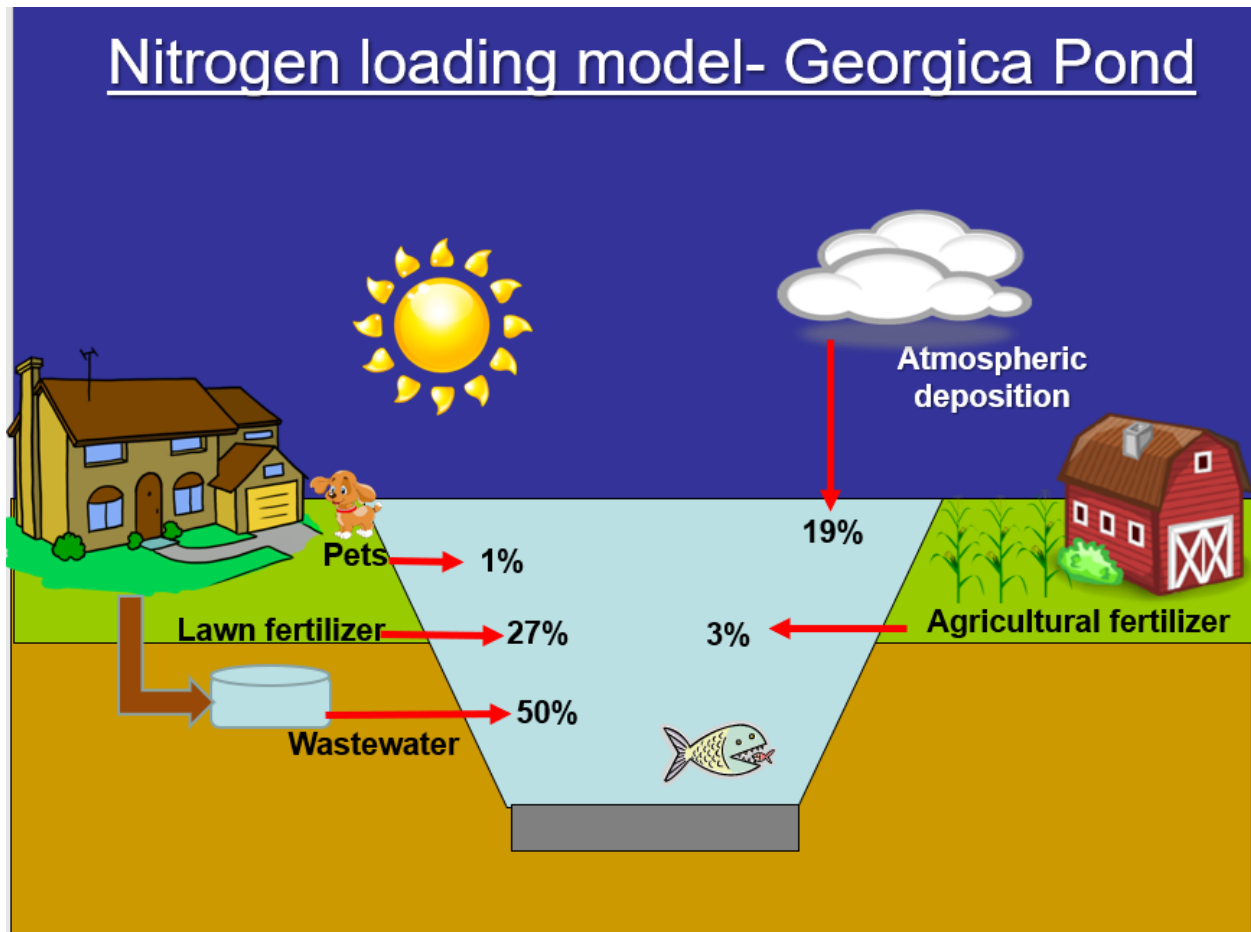 Nitrogen loading model- Georgica Pond
Atmospheric
deposition
19%
Pets
1%
Lawn fertilizer
27%
3%
Agricultural fertilizer
50%
Wastewater